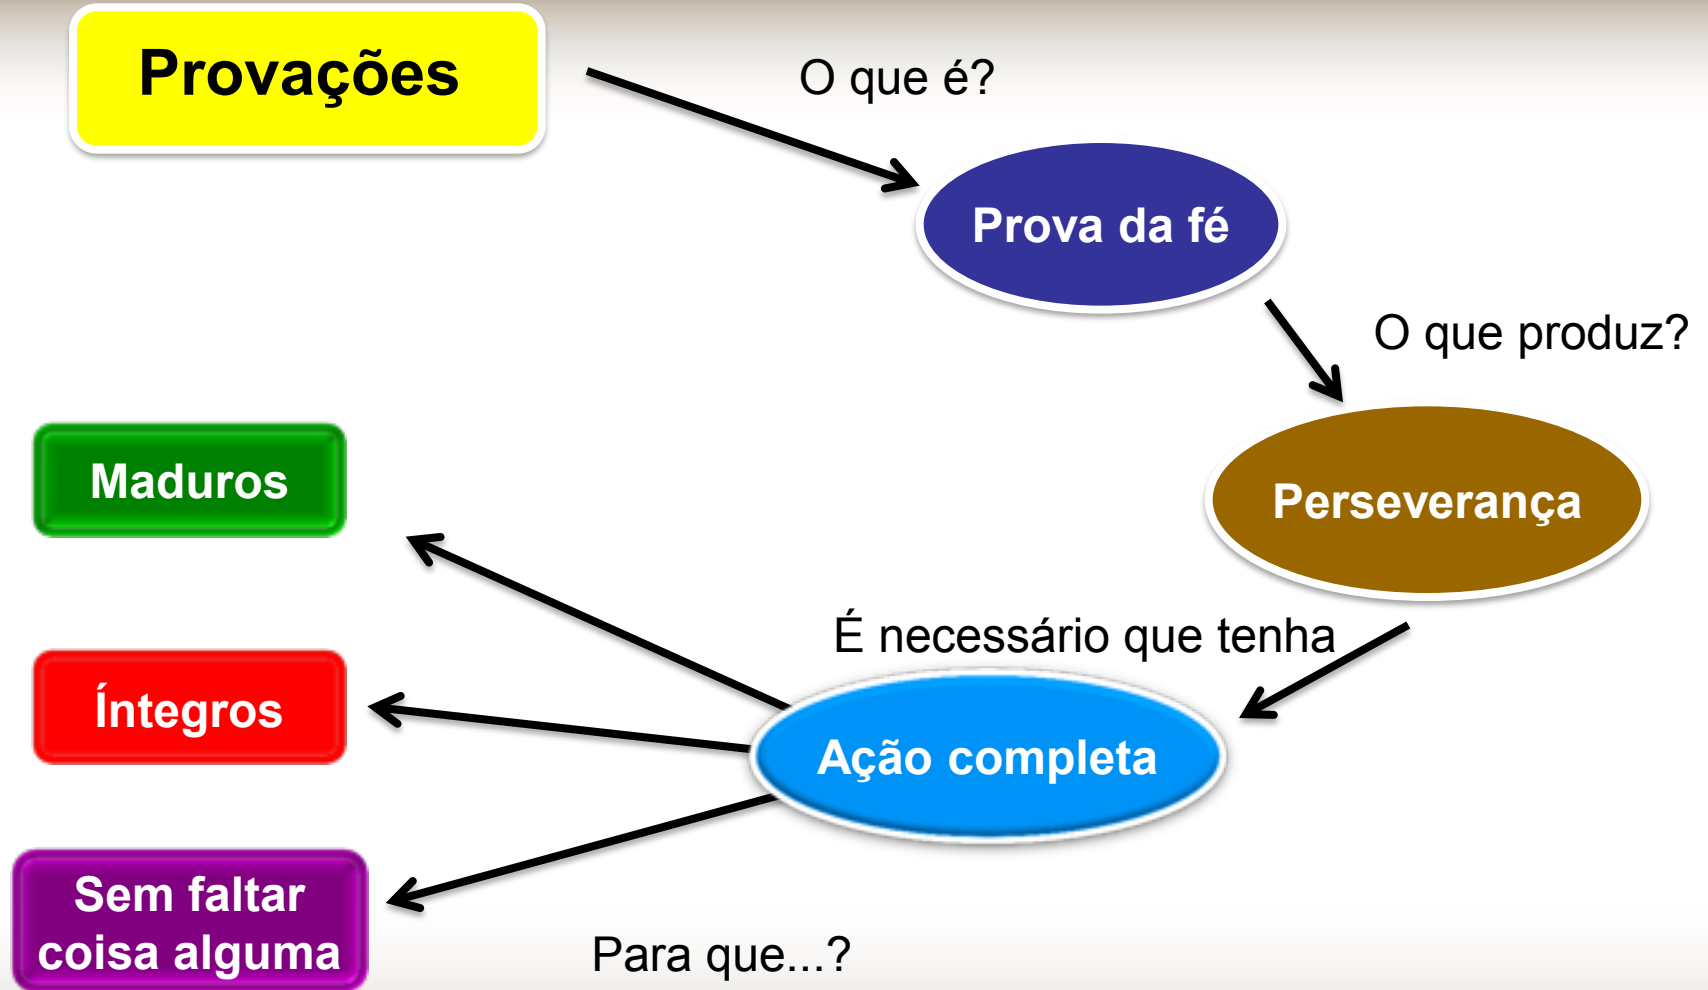 Provações
O que é?
Prova da fé
O que produz?
Perseverança
É necessário que tenha
Ação completa
Maduros
Íntegros
Sem faltar
coisa alguma
Para que...?